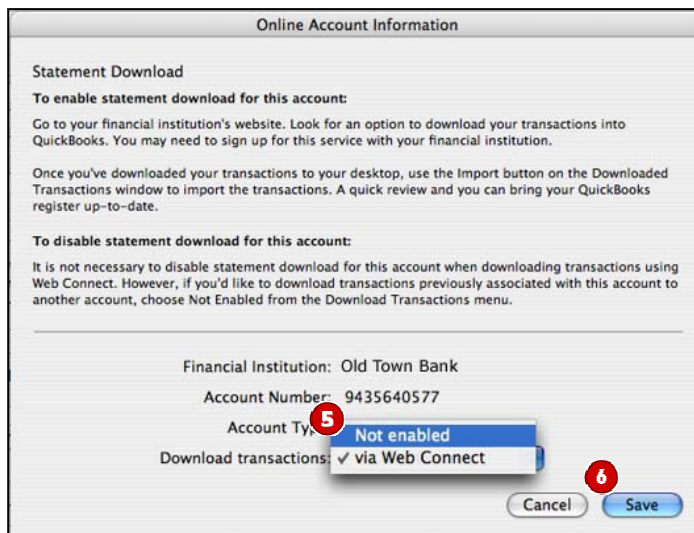 Online Account Information
Statement Download
To enable statement download for this account:
Go to your financial institution's website. Look for an option to download your transactions into
QuickBooks. You may need to sign up for this service with your financial institution.
Once you've downloaded your transactions to your desktop, use the Import button on the Downloaded
Transactions window to import the transactions. A quick review and you can bring your QuickBooks
register up-to-date.
To disable statement download for this account:
It is not necessary to disable statement download for this account when downloading transactions using
Web Connect. However, if you'd like to download transactions previously associated with this account to
another account, choose Not Enabled from the Download Transactions menu.
Financial Institution: Old Town Bank
Account Number: 9435640577
5
Account Typ
Not enabled
Download transactions: ✓ via Web Connect
6
Cancel Save